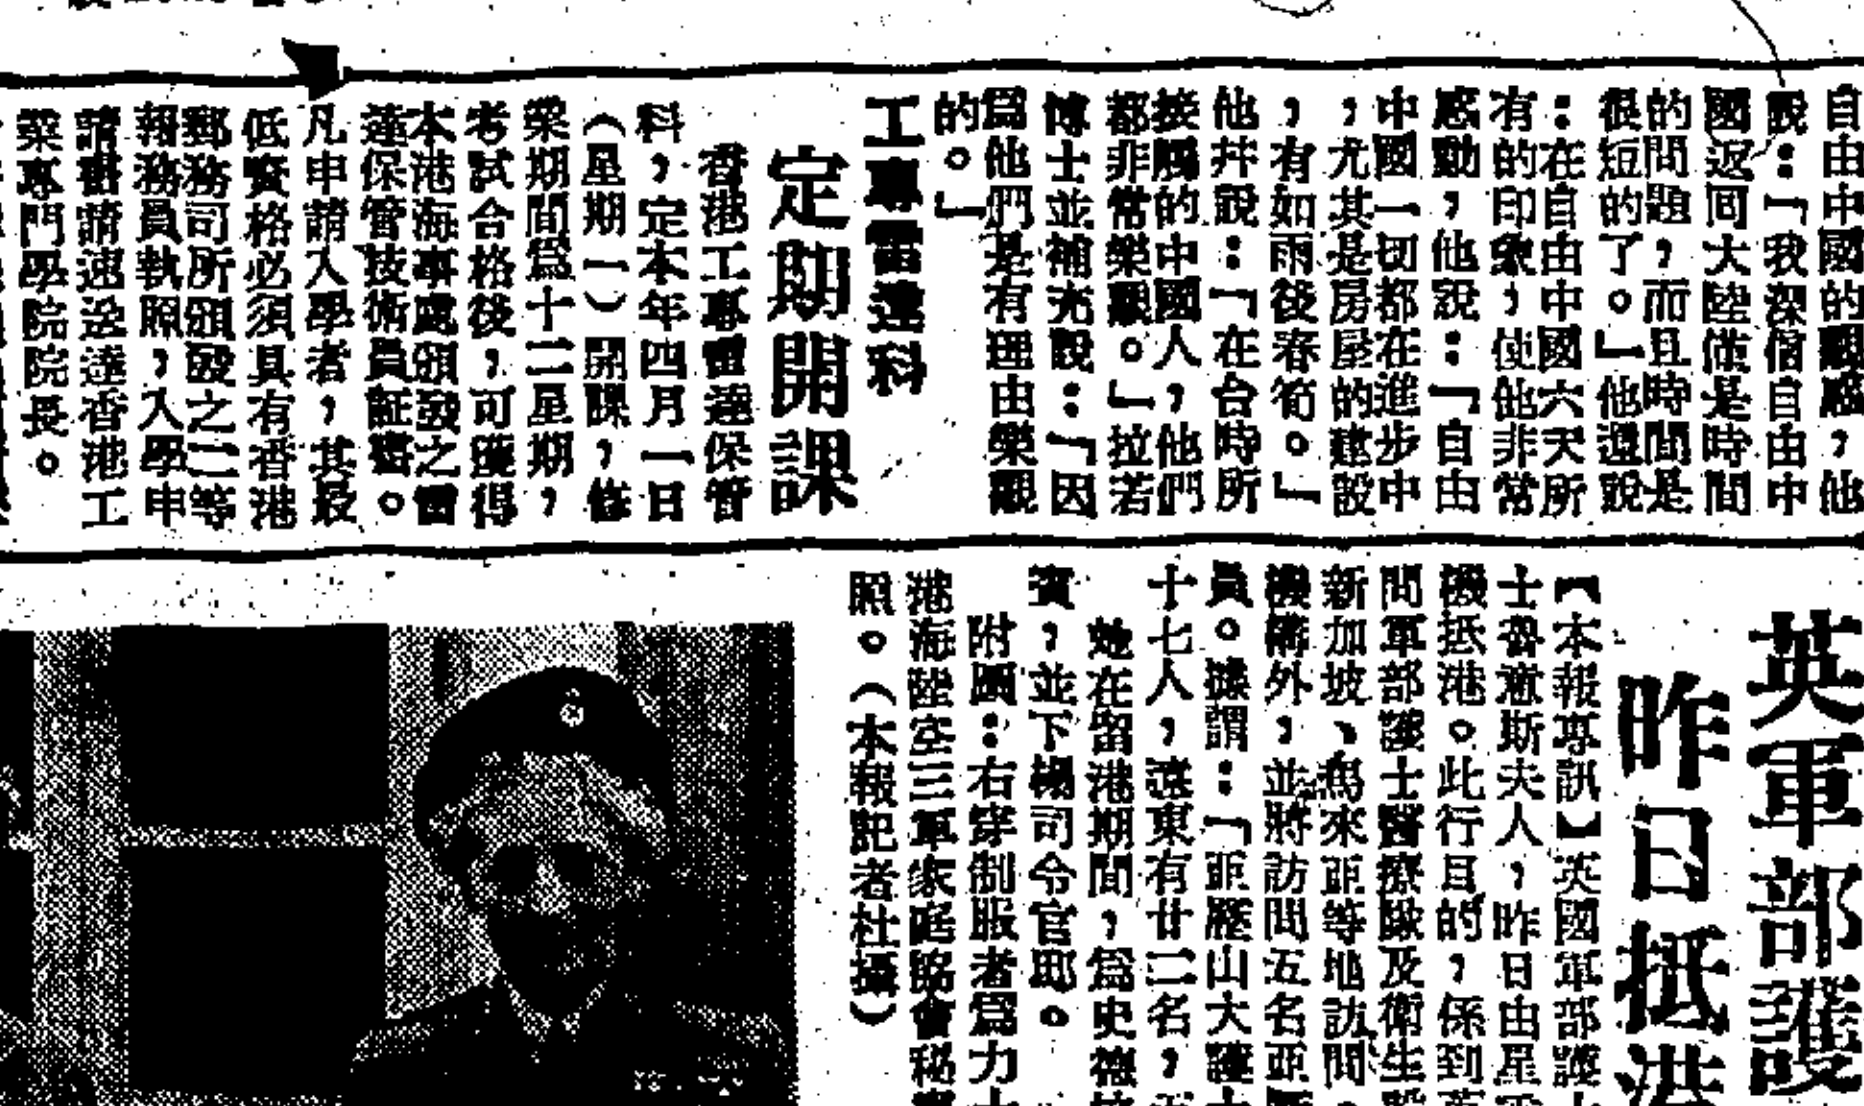 自由中國的觀感，他
說：「我深信自由中
國返囘大陸僅是時間
的問題，而且時間是
很短的了。」他還說
：在自由中國六天所
有的印象，使他非常
感動，他說：「自由
中國一切都在進步中
，尤其是房屋的建設
，有如雨後春筍。」
他幷說：「在台時所
接觸的中國人，他們
都非常樂觀。」拉若
博士並補充說：「因
爲他們是有理由樂觀
的。」
工專雷達科
定期開課
香港工專雷達保管
科，定本年四月一日
（星期一）開課，修
業期間爲十二星期，
考試合格後，可獲得
本港海事處頒發之雷
達保管技術員証書。
凡申請入學者，其最
低資格必須具有香港
郵務司所頒發之二等
報務員執照，入學申
請書請速送達香港工
業專門學院院長。
英軍部護
昨日抵港
【本報專訊】英國軍部護
士魯意斯夫人，昨日由星
機抵港。此行目的，係到
問軍部護士醫療隊及衛生
新加坡、馬來亞等地訪問
機構外，並將訪問五名亞
員。據謂：「亞歷山大護士
十七人，遠東有廿二名，
她在留港期間，爲史德
賓，並下榻司令官邸。
附圖：右穿制服者爲力
港海陸空三軍家庭協會秘
照。（本報記者杜攝）